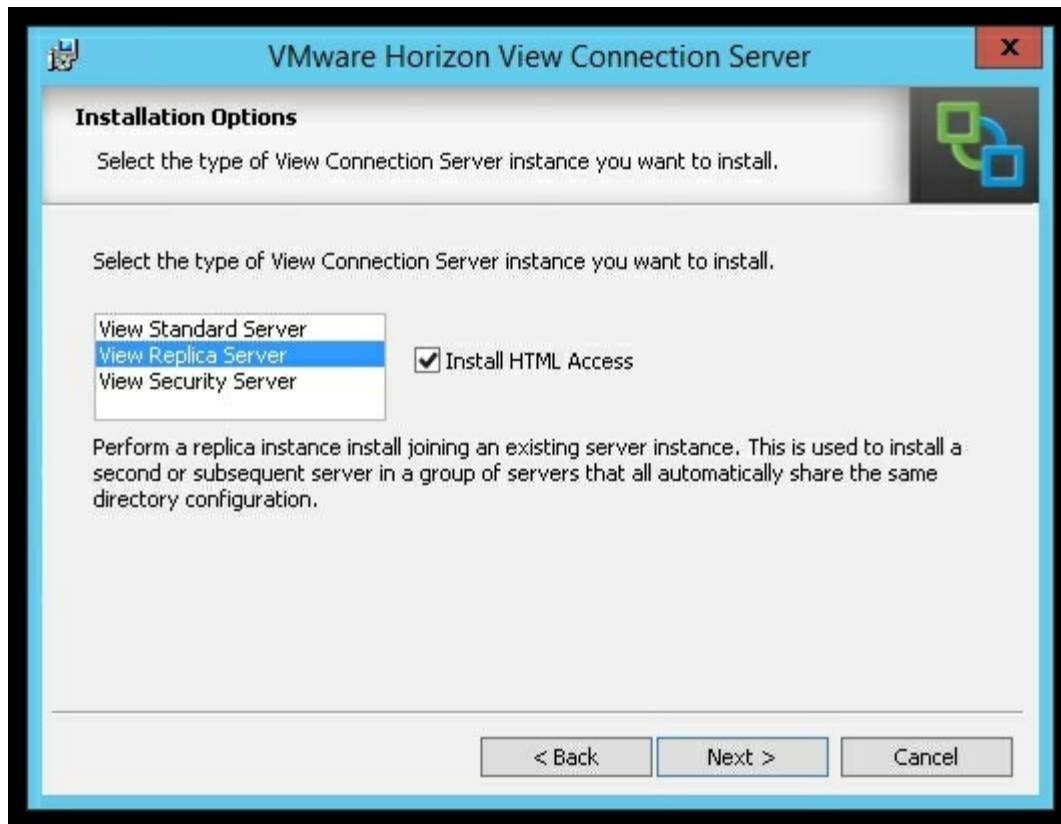 VMware Horizon View Connection Server
x
Installation Options
Select the type of View Connection Server instance you want to install.
Select the type of View Connection Server instance you want to install.
View Standard Server
View Replica Server
View Security Server
Install HTML Access
Perform a replica instance install joining an existing server instance. This is used to install a
second or subsequent server in a group of servers that all automatically share the same
directory configuration.
< Back
Next >
Cancel